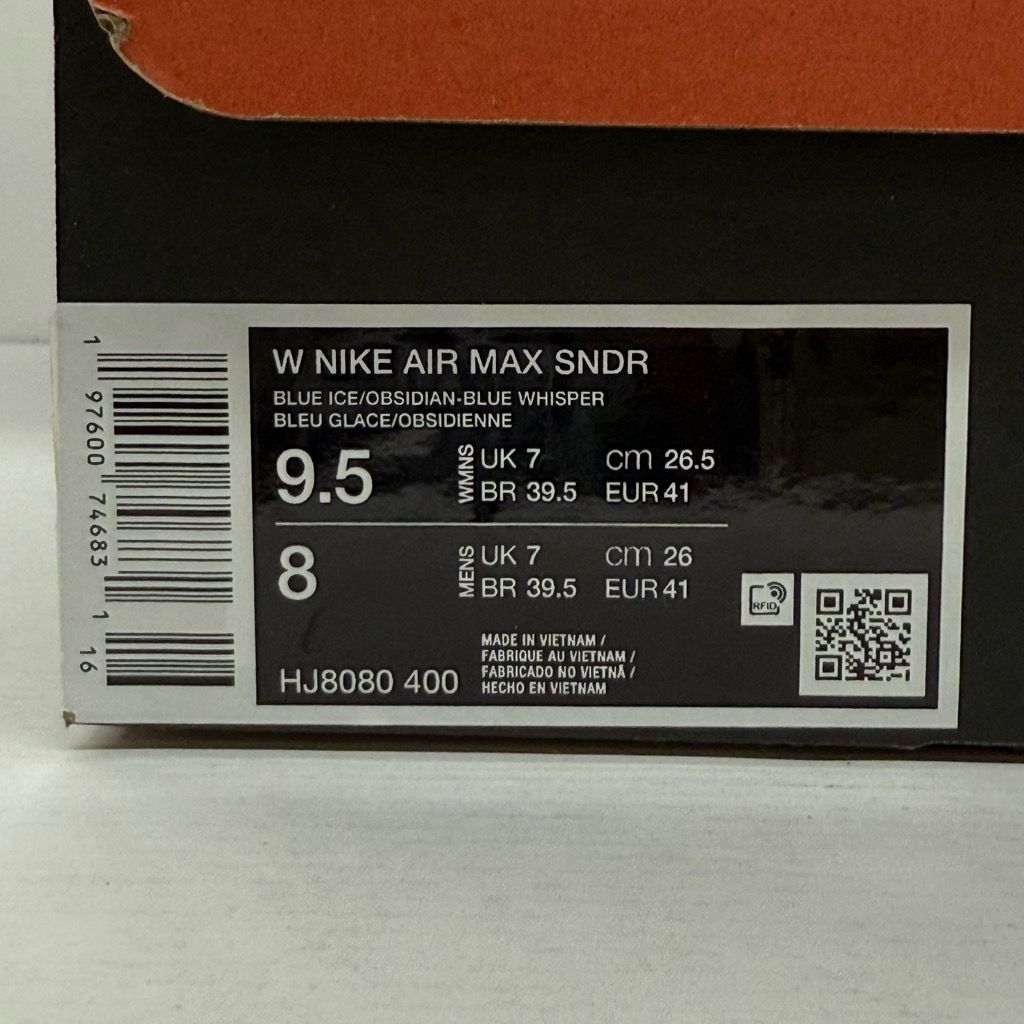 W NIKE AIR MAX SNDR
BLUE ICE/OBSIDIAN-BLUE WHISPER
BLEU GLACE/OBSIDIENNE
9.5 WMNS UK 7 cm 26.5
BR 39.5 EUR 41
8 MENS UK 7 cm 26
BR 39.5 EUR 41
RFID
MADE IN VIETNAM /
FABRIQUE AU VIETNAM /
FABRICADO NO VIETNÃ /
HECHO EN VIETNAM
HJ8080 400
1 97600 74683 1 16